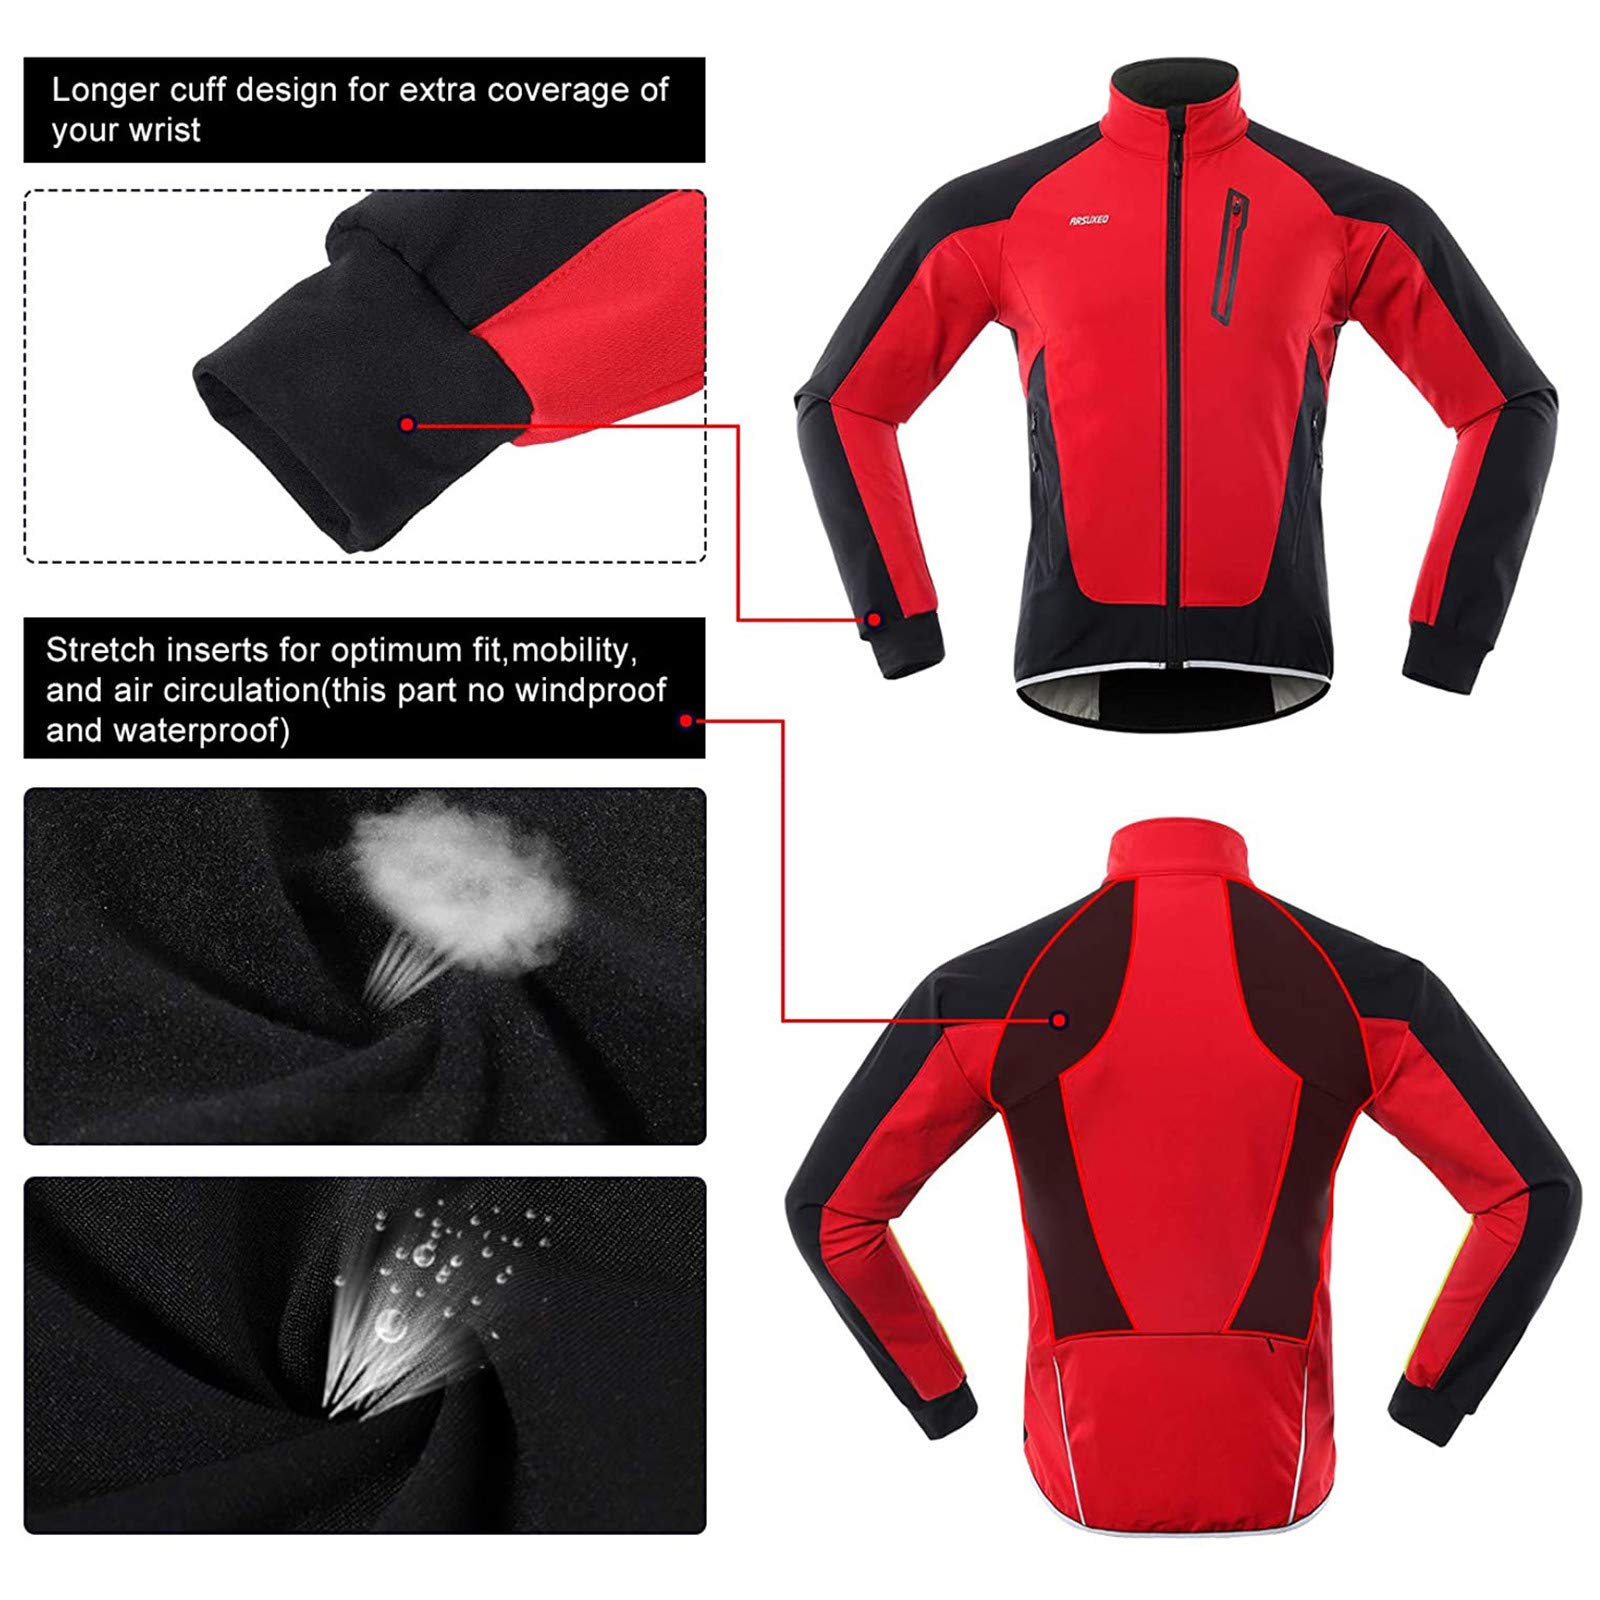 Longer cuff design for extra coverage of
your wrist
ARSUXEO
Stretch inserts for optimum fit,mobility,
and air circulation(this part no windproof
and waterproof)